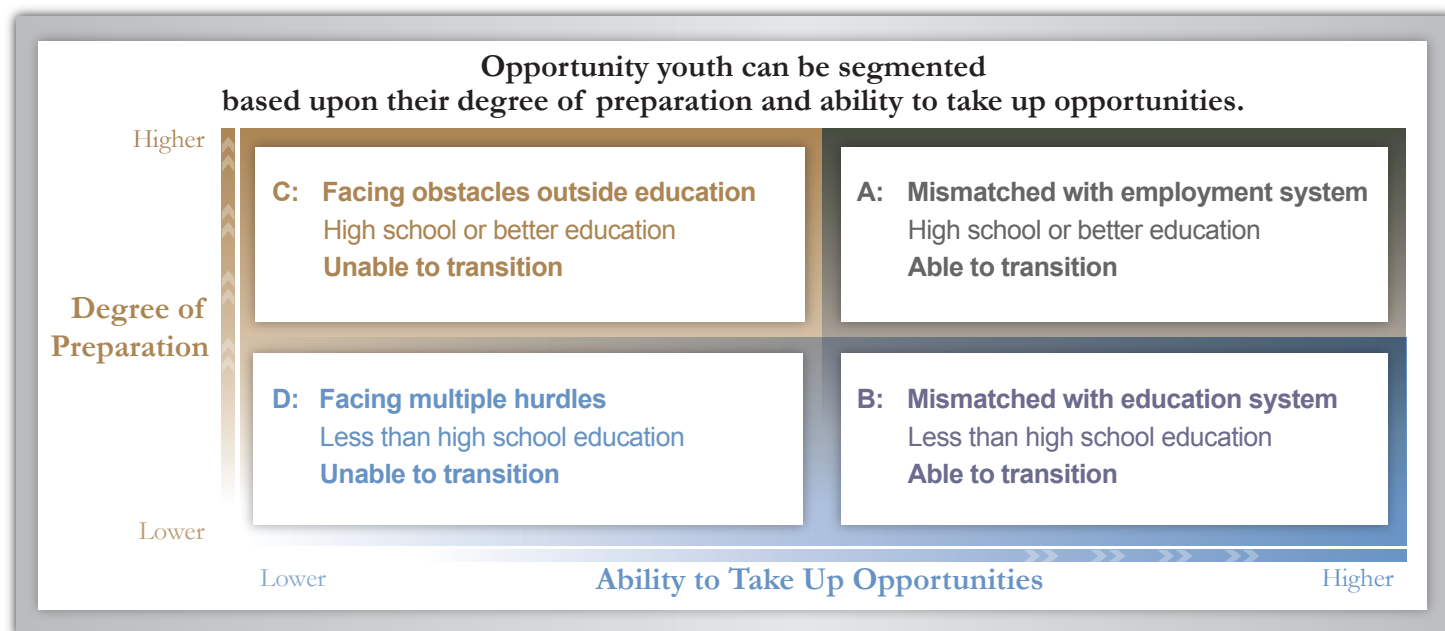 Opportunity youth can be segmented
based upon their degree of preparation and ability to take up opportunities.
Higher
C: Facing obstacles outside education
High school or better education
Unable to transition
A: Mismatched with employment system
High school or better education
Able to transition
Degree of
Preparation
D: Facing multiple hurdles
Less than high school education
Unable to transition
B: Mismatched with education system
Less than high school education
Able to transition
Lower
Lower
Ability to Take Up Opportunities
Higher